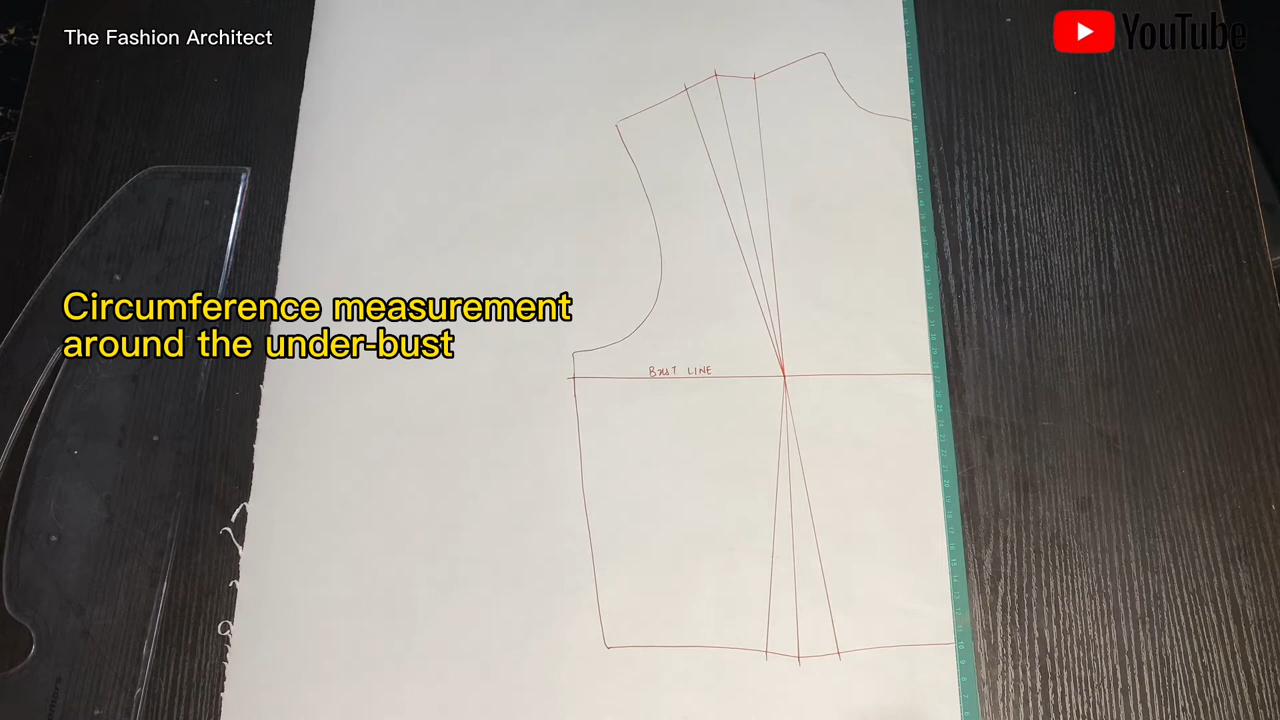 The Fashion Architect
YouTube
Circumference measurement
around the under-bust
BUST LINE